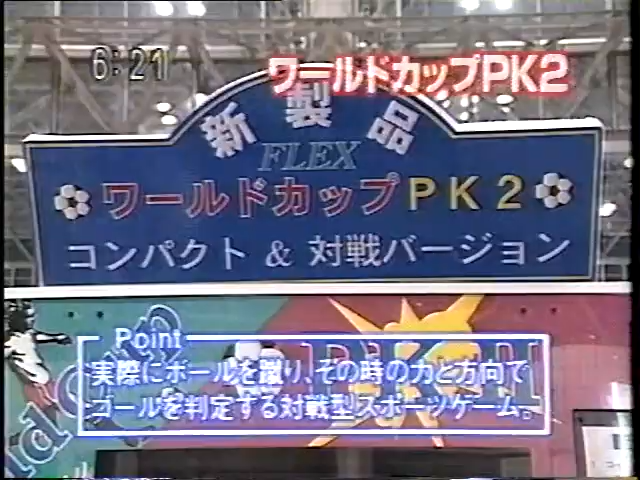 6:21
ワールドカップPK2
新製品
FLEX
ワールドカップPK2
コンパクト & 対戦バージョン
Point
実際にボールを蹴り、その時の力と方向で
ゴールを判定する対戦型スポーツゲーム。